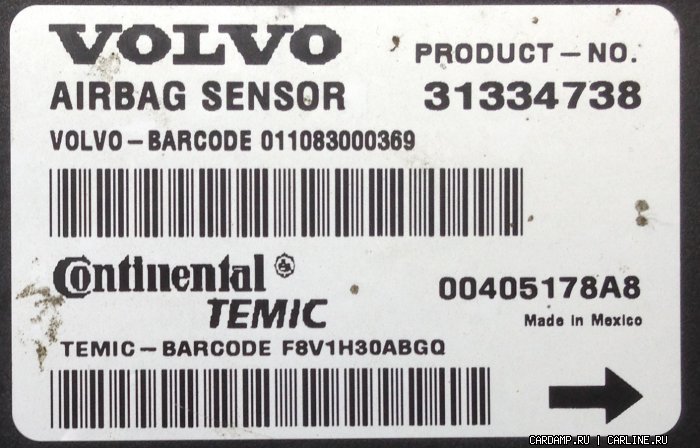 VOLVO
PRODUCT – NO.
AIRBAG SENSOR 31334738
VOLVO – BARCODE 011083000369
Continental
TEMIC
00405178A8
Made in Mexico
TEMIC – BARCODE F8V1H30ABGQ
CARDAMP.RU | CARLINE.RU